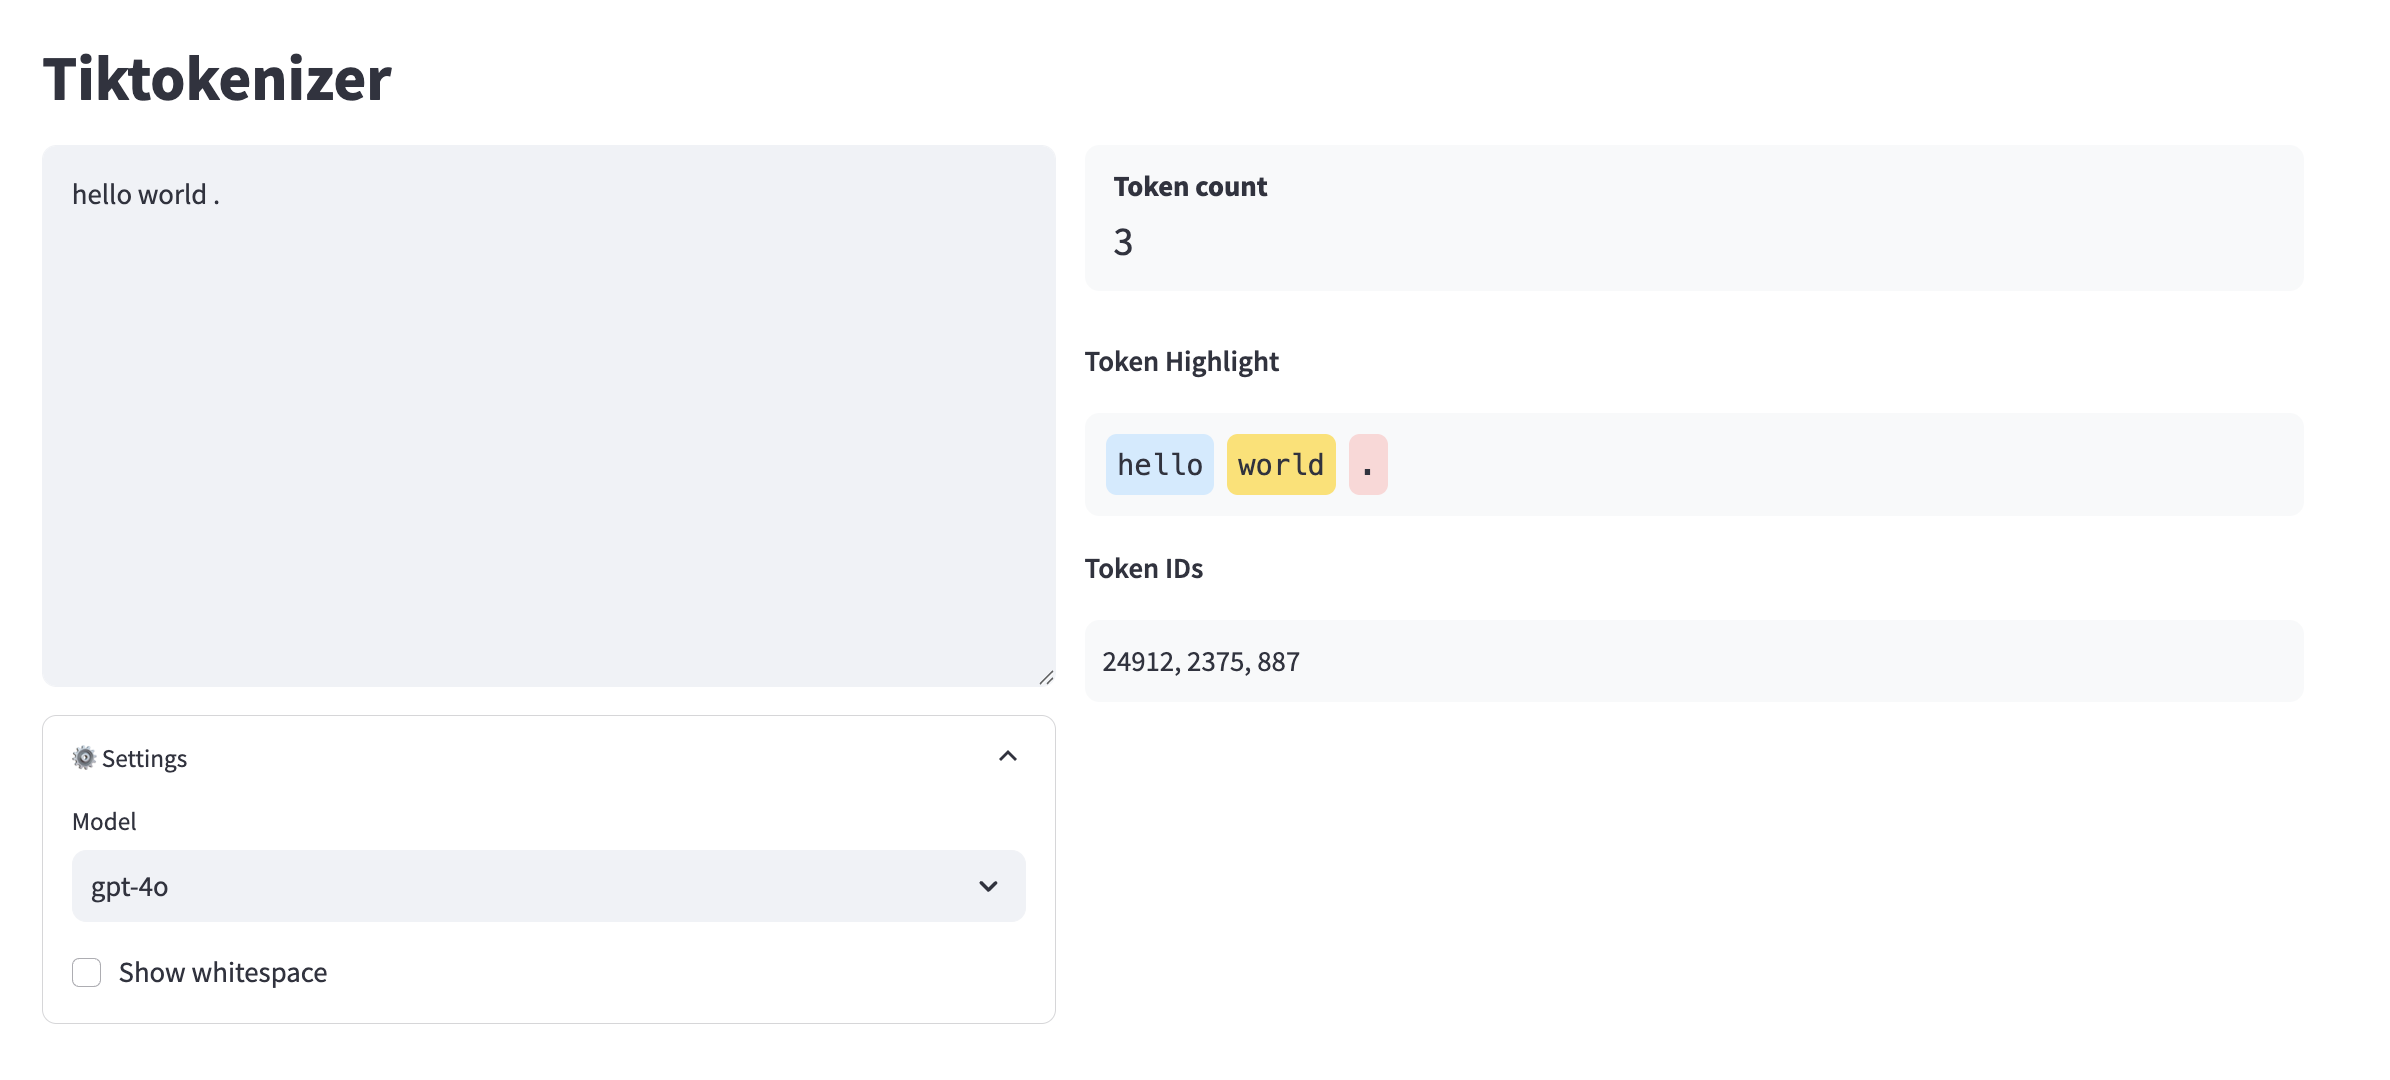 Tiktokenizer
hello world .
Token count
3
Token Highlight
hello world .
Token IDs
24912, 2375, 887
⚙️ Settings
Model
gpt-4o
Show whitespace